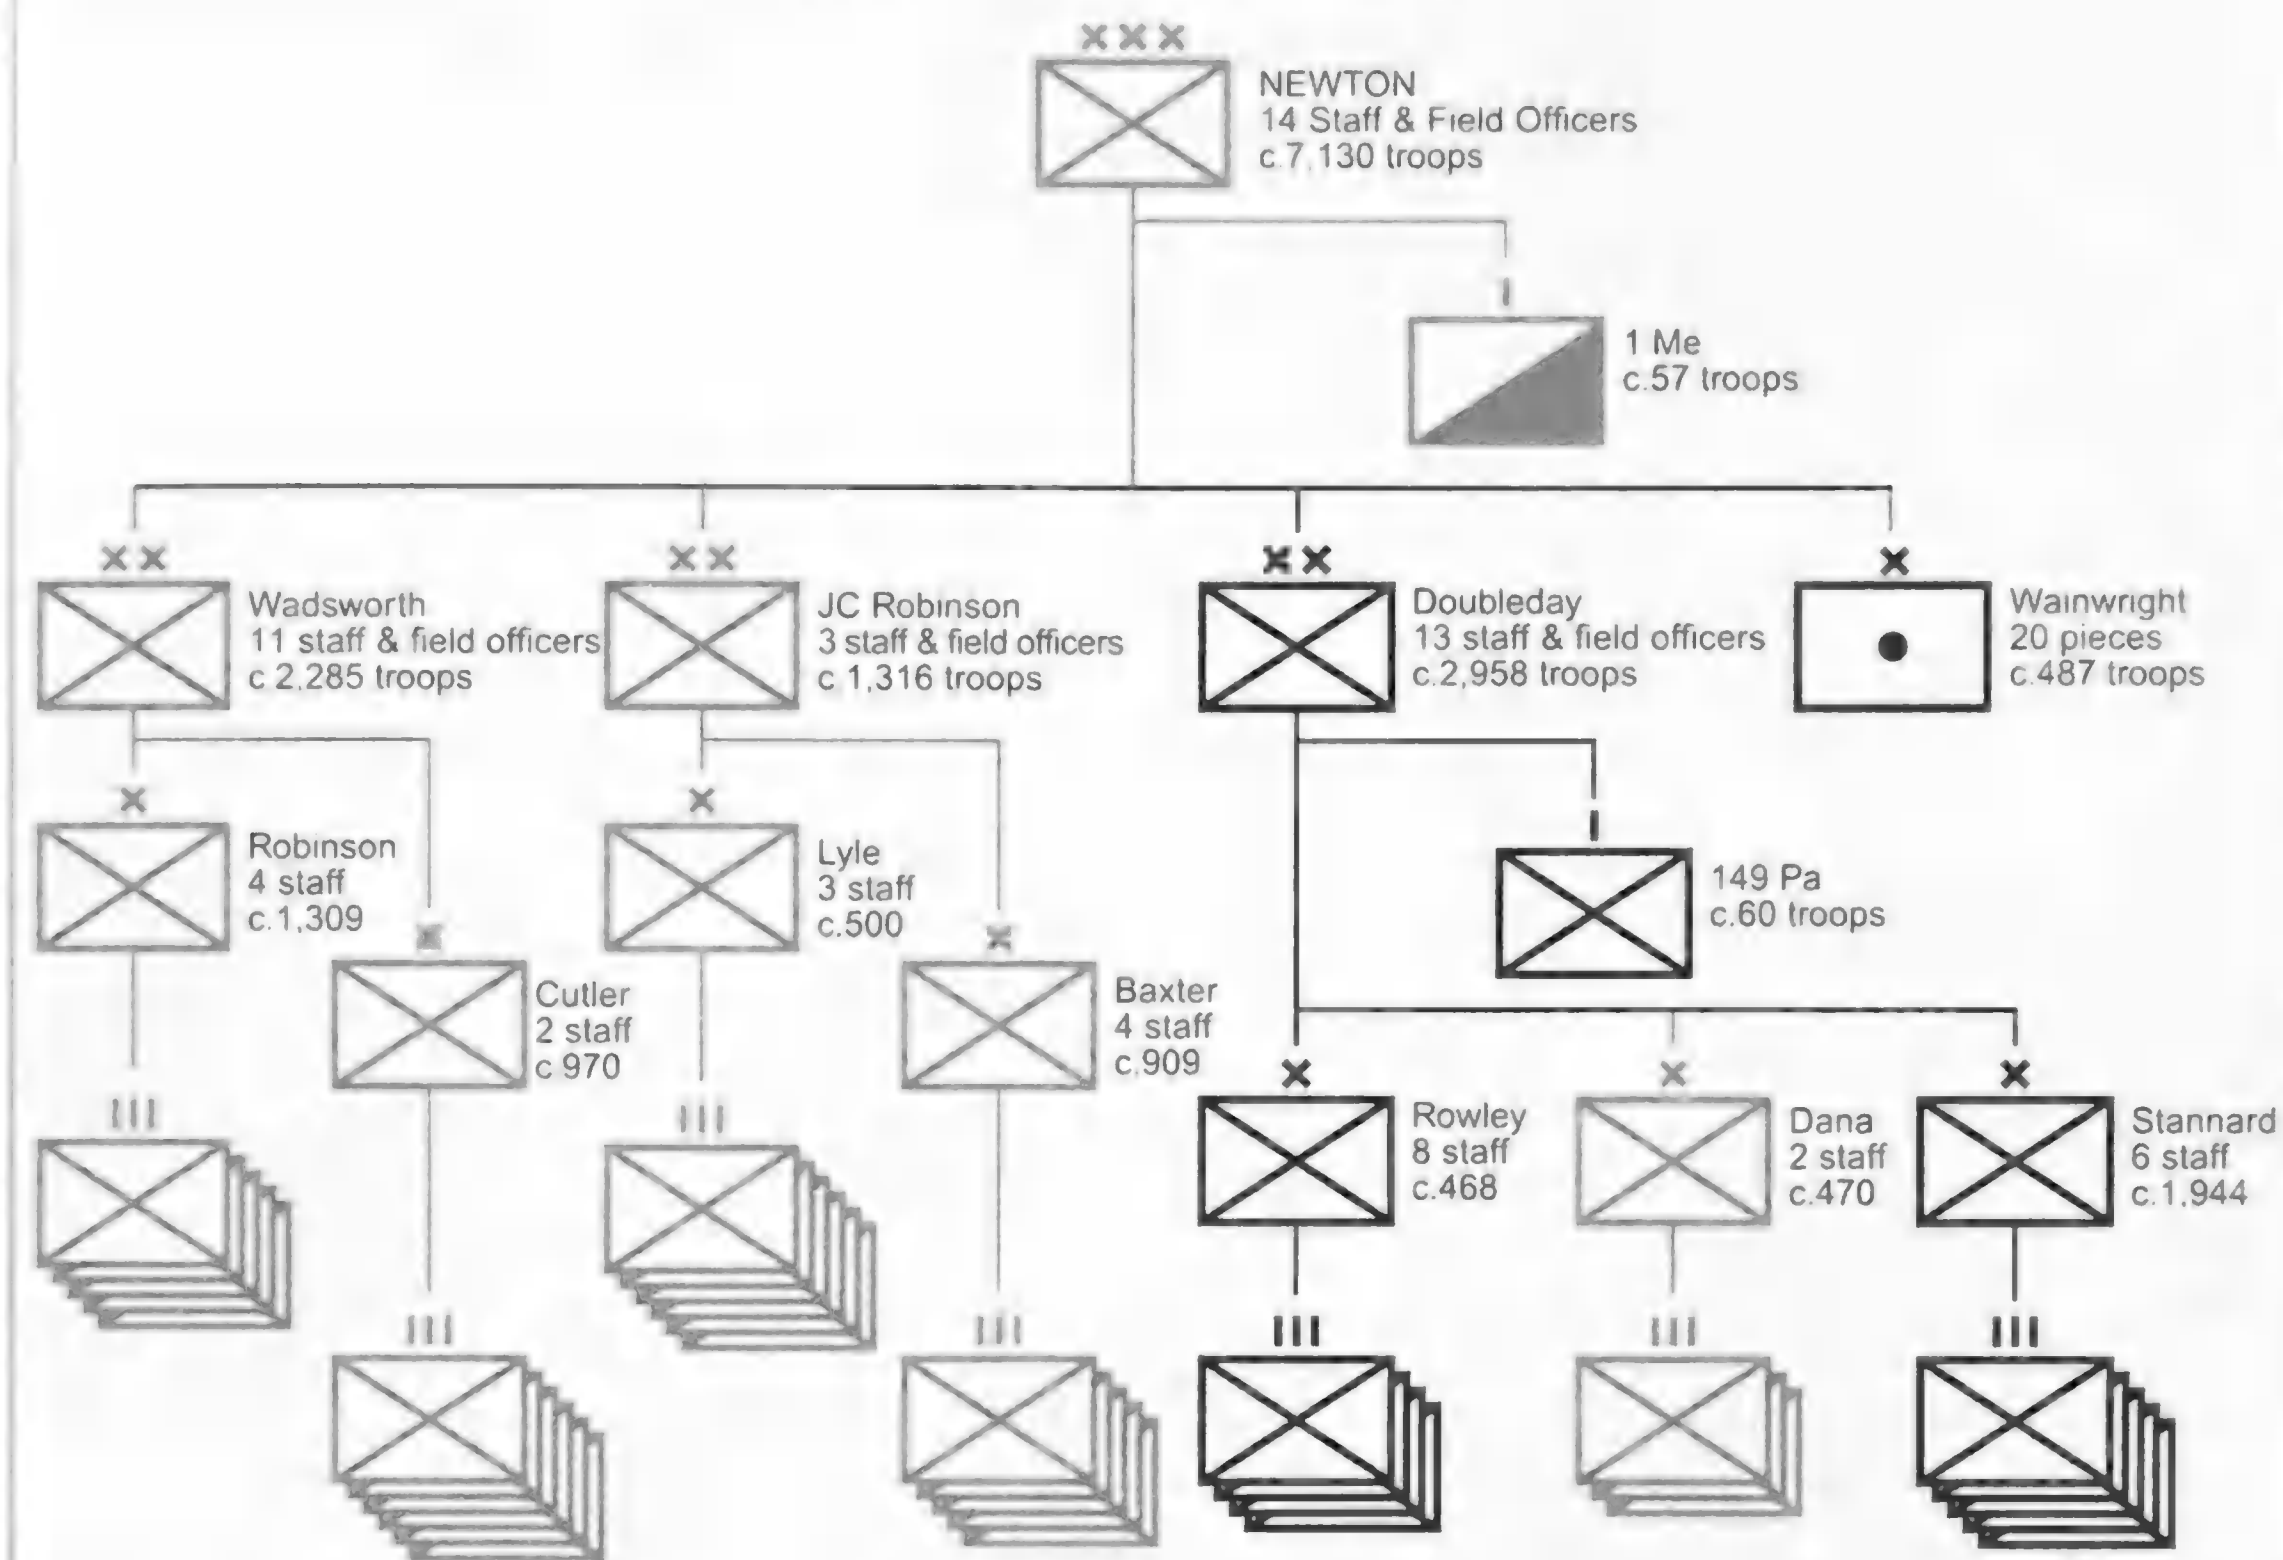 NEWTON
14 Staff & Field Officers
c.7,130 troops
1 Me
c.57 troops
Wadsworth
11 staff & field officers
c 2,285 troops
JC Robinson
3 staff & field officers
c 1,316 troops
Doubleday
13 staff & field officers
c.2,958 troops
Wainwright
20 pieces
c.487 troops
Robinson
4 staff
c.1,309
Cutler
2 staff
c 970
Lyle
3 staff
c.500
Baxter
4 staff
c.909
149 Pa
c.60 troops
Rowley
8 staff
c.468
Dana
2 staff
c.470
Stannard
6 staff
c.1,944